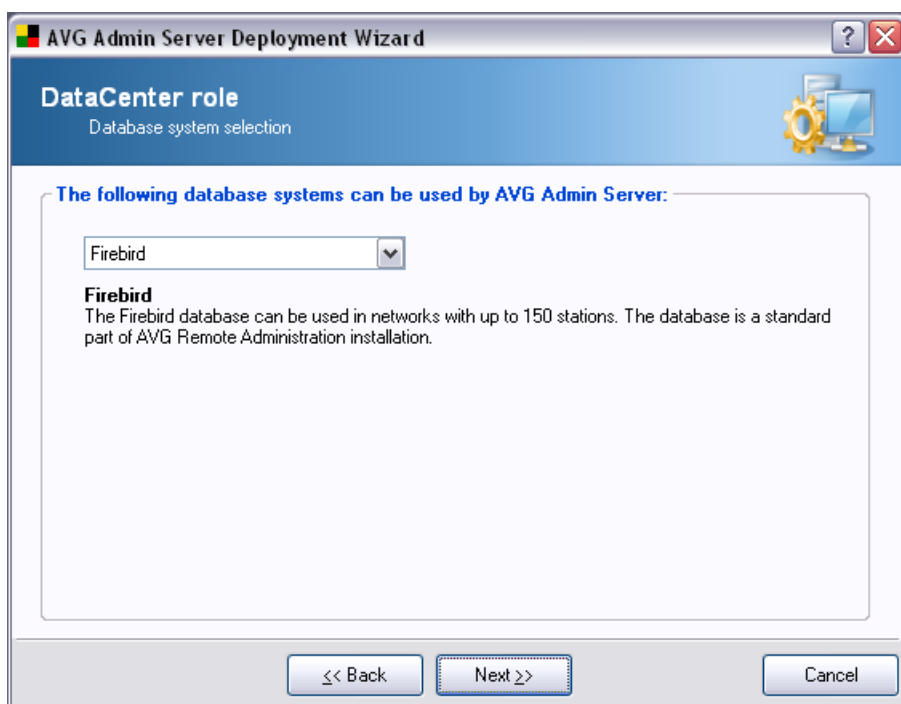 AVG Admin Server Deployment Wizard
DataCenter role
Database system selection
The following database systems can be used by AVG Admin Server:
Firebird
Firebird
The Firebird database can be used in networks with up to 150 stations. The database is a standard
part of AVG Remote Administration installation.
<< Back
Next >>
Cancel